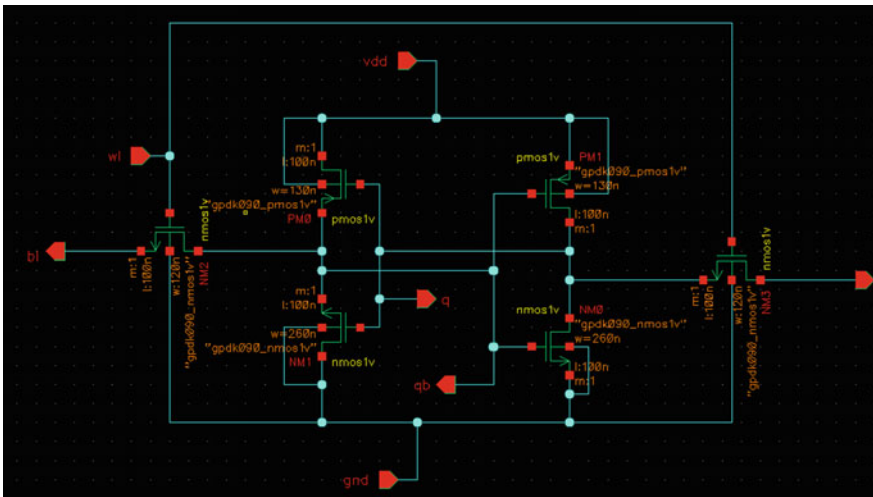 vdd
wl
bl
m:1
l:100n
w=130n
"gpdk090_pmos1v"
PM0
pmos1v
pmos1v
PM1
"gpdk090_pmos1v"
w=130n
l:100n
m:1
nmos1v
NM2
m:1
l:100n
w:120n
"gpdk090_nmos1v"
m:1
l:100n
w=260n
"gpdk090_nmos1v"
NM1
nmos1v
q
qb
nmos1v
NM0
"gpdk090_nmos1v"
w=260n
l:100n
m:1
nmos1v
NM3
m:1
l:100n
w:120n
"gpdk090_nmos1v"
gnd